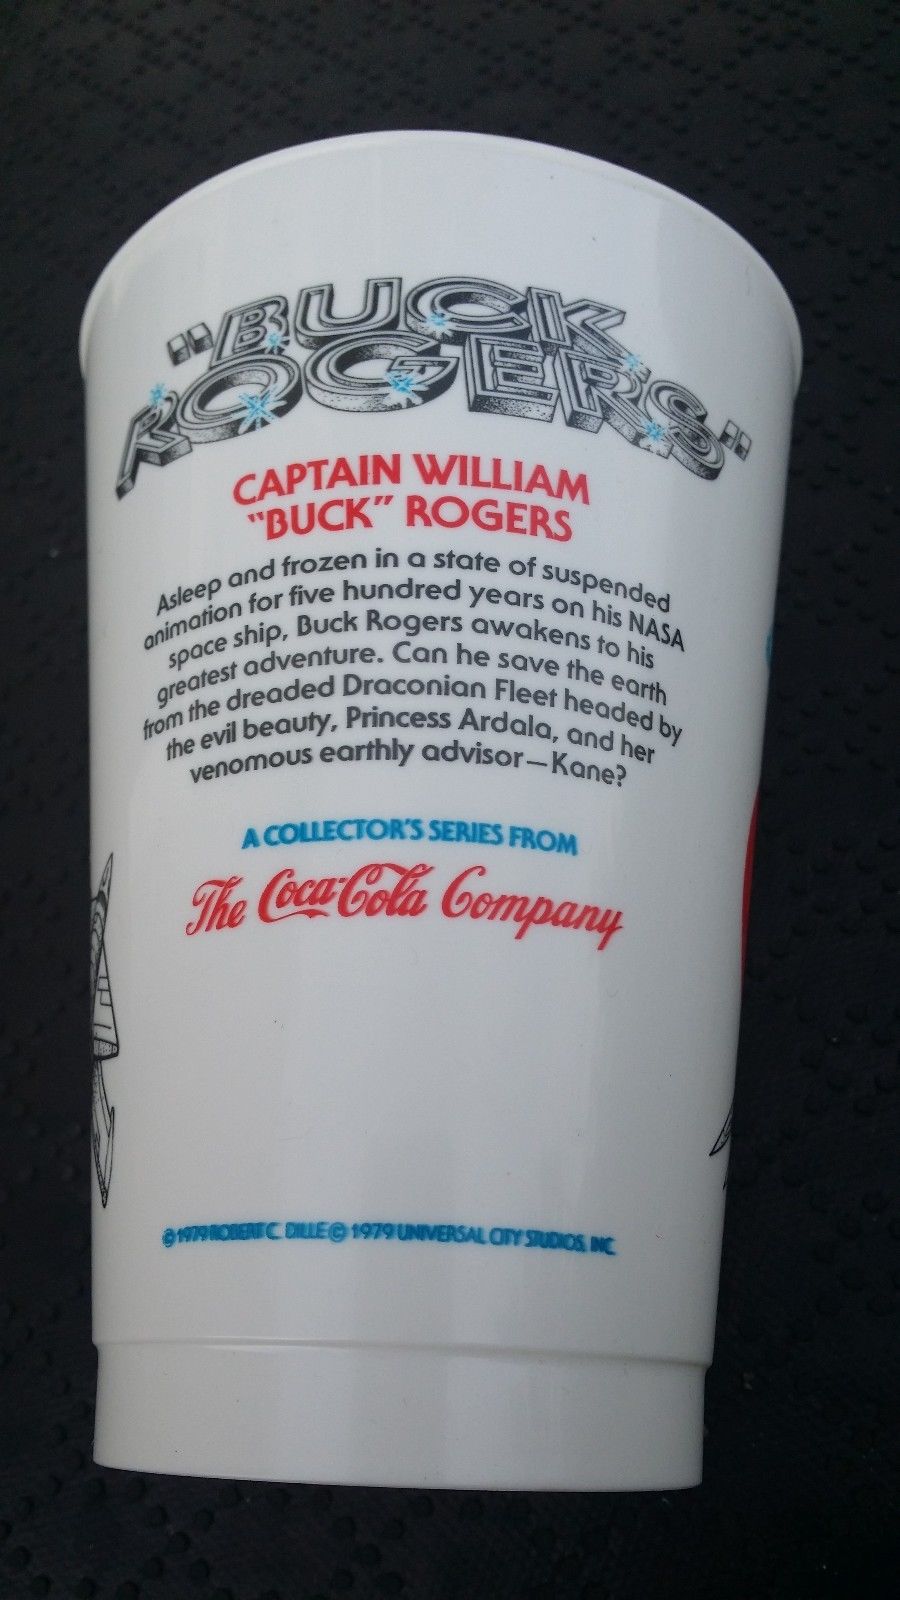 "BUCK
ROGERS"
CAPTAIN WILLIAM
"BUCK" ROGERS
Asleep and frozen in a state of suspended
animation for five hundred years on his NASA
space ship, Buck Rogers awakens to his
greatest adventure. Can he save the earth
from the dreaded Draconian Fleet headed by
the evil beauty, Princess Ardala, and her
venomous earthly advisor—Kane?
A COLLECTOR'S SERIES FROM
The Coca-Cola Company
© 1979 ROBERT C. DILLE © 1979 UNIVERSAL CITY STUDIOS, INC.